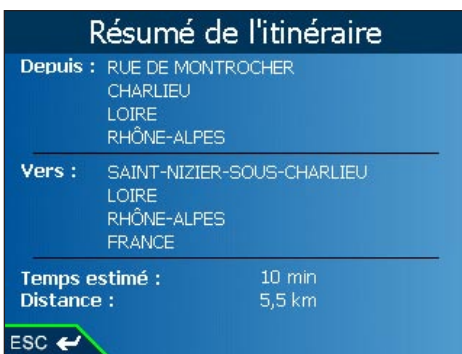 Résumé de l'itinéraire
Depuis : RUE DE MONTROCHER
CHARLIEU
LOIRE
RHÔNE-ALPES
Vers : SAINT-NIZIER-SOUS-CHARLIEU
LOIRE
RHÔNE-ALPES
FRANCE
Temps estimé : 10 min
Distance : 5,5 km
ESC